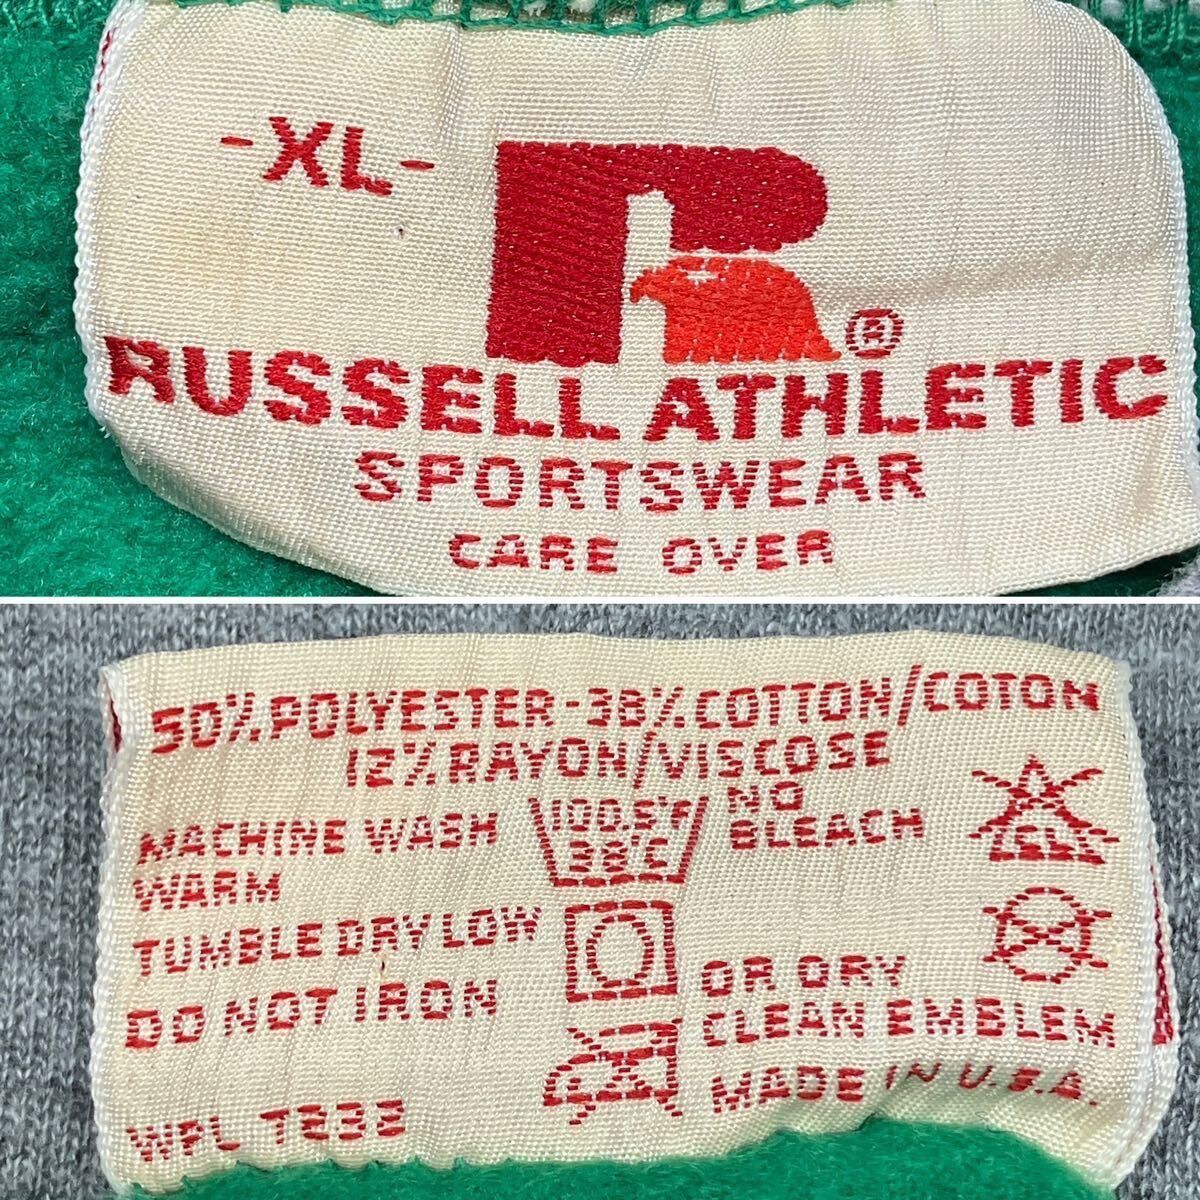 -XL-
R
®
RUSSELL ATHLETIC
SPORTSWEAR
CARE OVER
50% POLYESTER-38% COTTON/COTON
12% RAYON/VISCOSE
MACHINE WASH
WARM
100.5°F
38°C
NO
BLEACH
CL
TUMBLE DRY LOW
DO NOT IRON
OR DRY
CLEAN EMBLEM
MADE IN U.S.A.
WPL 7232